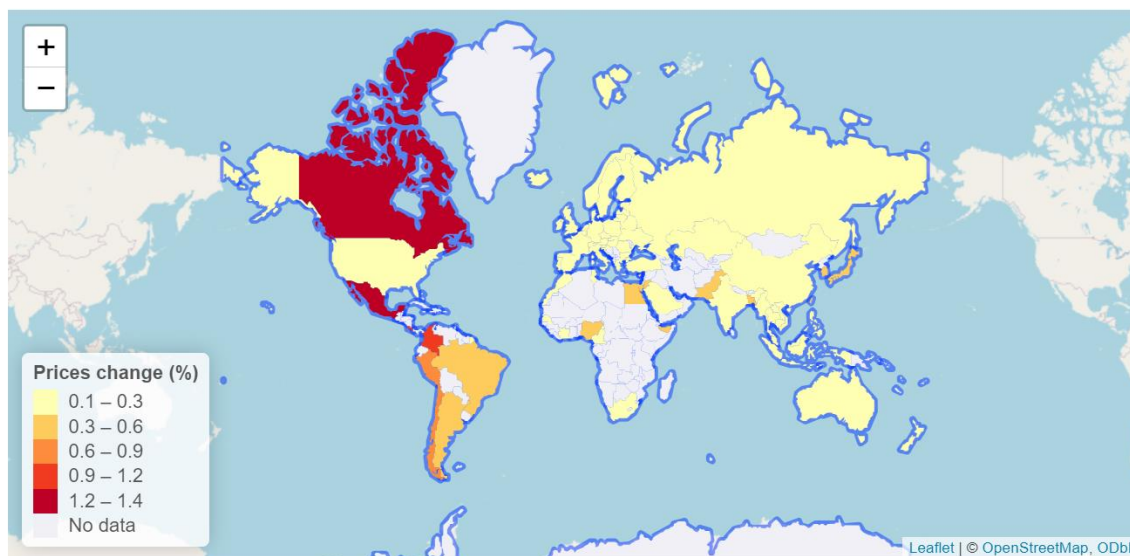 +
−
Prices change (%)
0.1 – 0.3
0.3 – 0.6
0.6 – 0.9
0.9 – 1.2
1.2 – 1.4
No data
Leaflet | © OpenStreetMap, ODbl